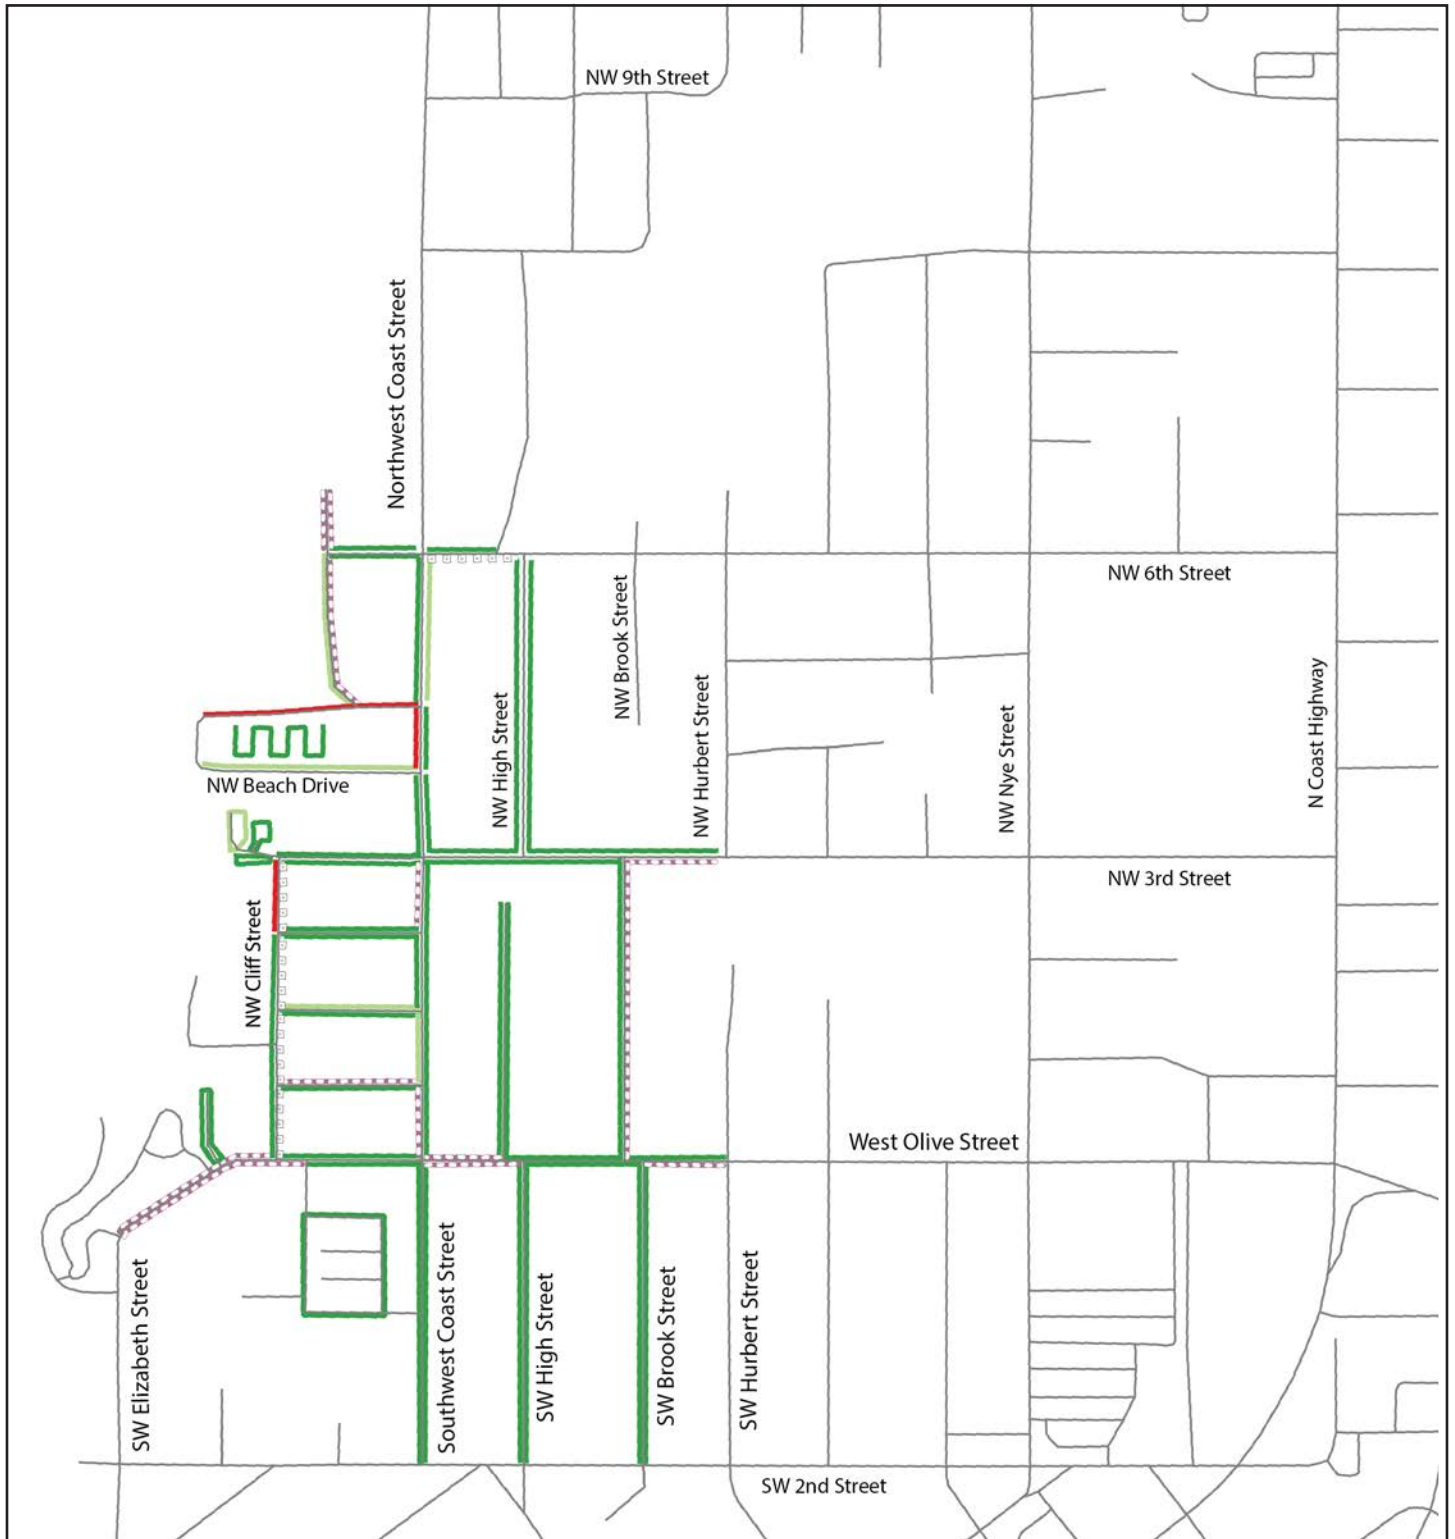 NW 9th Street
Northwest Coast Street
NW 6th Street
NW Brook Street
N Coast Highway
NW High Street
NW Hurbert Street
NW Nye Street
NW Beach Drive
NW 3rd Street
NW Cliff Street
West Olive Street
SW Elizabeth Street
Southwest Coast Street
SW High Street
SW Brook Street
SW Hurbert Street
SW 2nd Street